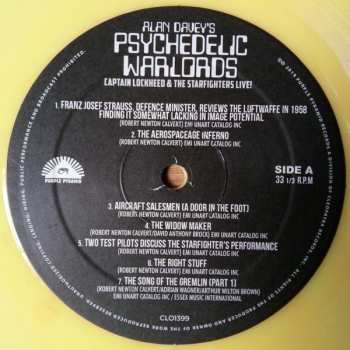 ALAN DAVEY'S
PSYCHEDELIC
WARLORDS
CAPTAIN LOCKHEED & THE STARFIGHTERS LIVE!
1. FRANZ JOSEF STRAUSS, DEFENCE MINISTER, REVIEWS THE LUFTWAFFE IN 1958
FINDING IT SOMEWHAT LACKING IN IMAGE POTENTIAL
(ROBERT NEWTON CALVERT) EMI UNART CATALOG INC
2. THE AEROSPACEAGE INFERNO
(ROBERT NEWTON CALVERT) EMI UNART CATALOG INC
PURPLE PYRAMID
SIDE A
33 1/3 R.P.M
3. AIRCRAFT SALESMEN (A DOOR IN THE FOOT)
(ROBERT NEWTON CALVERT) EMI UNART CATALOG INC
4. THE WIDOW MAKER
(ROBERT NEWTON CALVERT/DAVID ANTHONY BROCK) EMI UNART CATALOG INC
5. TWO TEST PILOTS DISCUSS THE STARFIGHTER'S PERFORMANCE
(ROBERT NEWTON CALVERT) EMI UNART CATALOG INC
6. THE RIGHT STUFF
(ROBERT NEWTON CALVERT) EMI UNART CATALOG INC
7. THE SONG OF THE GREMLIN (PART 1)
(ROBERT NEWTON CALVERT/ADRIAN WAGNER/ARTHUR WILTON BROWN)
EMI UNART CATALOG INC / ESSEX MUSIC INTERNATIONAL
CLO1399